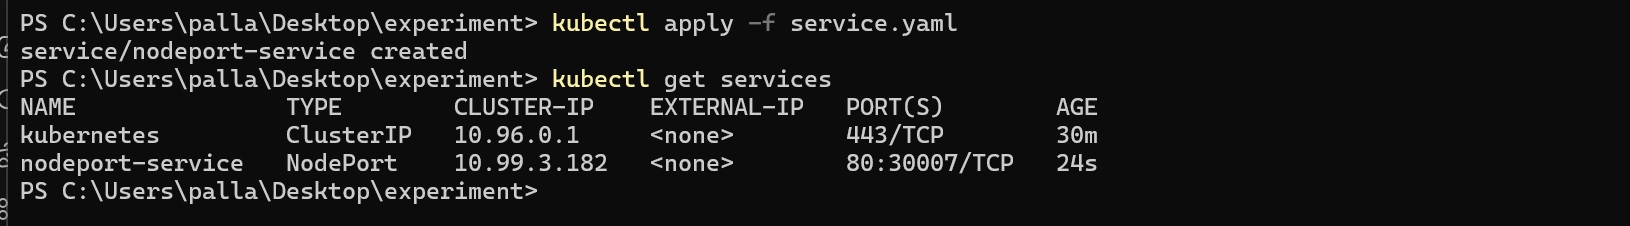 PS C:\Users\palla\Desktop\experiment> kubectl apply -f service.yaml
service/nodeport-service created
PS C:\Users\palla\Desktop\experiment> kubectl get services
NAME               TYPE        CLUSTER-IP    EXTERNAL-IP   PORT(S)        AGE
kubernetes         ClusterIP   10.96.0.1     <none>        443/TCP        30m
nodeport-service   NodePort    10.99.3.182   <none>        80:30007/TCP   24s
PS C:\Users\palla\Desktop\experiment>